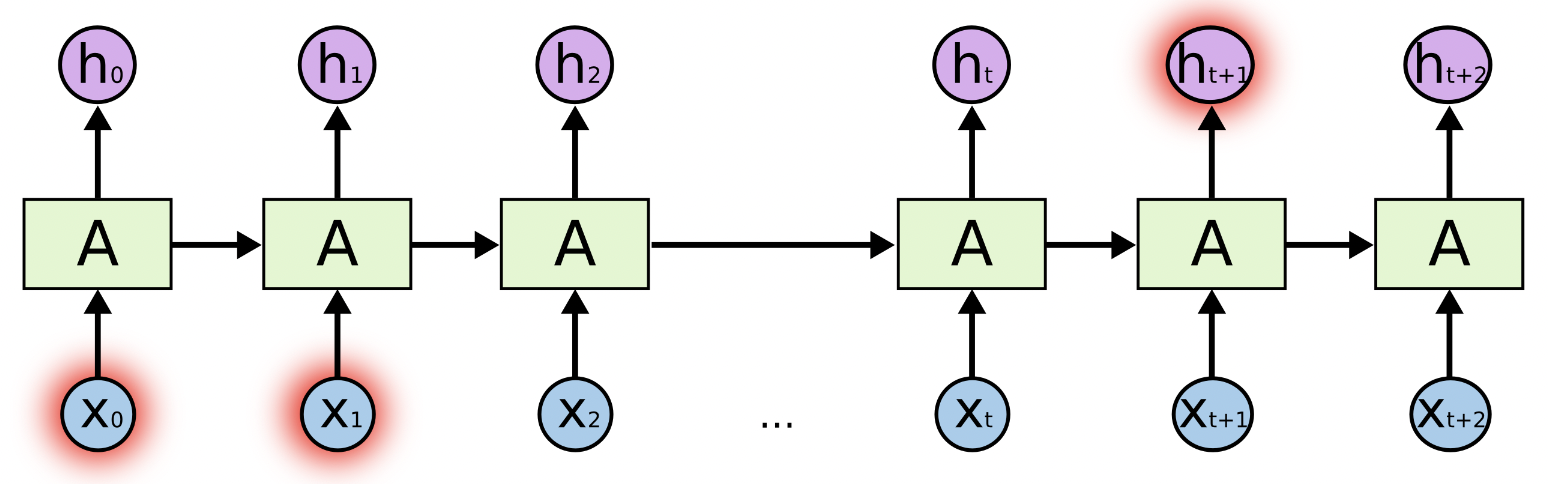 h₀ h₁ h₂ hₜ hₜ₊₁ hₜ₊₂
A A A A A A
x₀ x₁ x₂ ... xₜ xₜ₊₁ xₜ₊₂